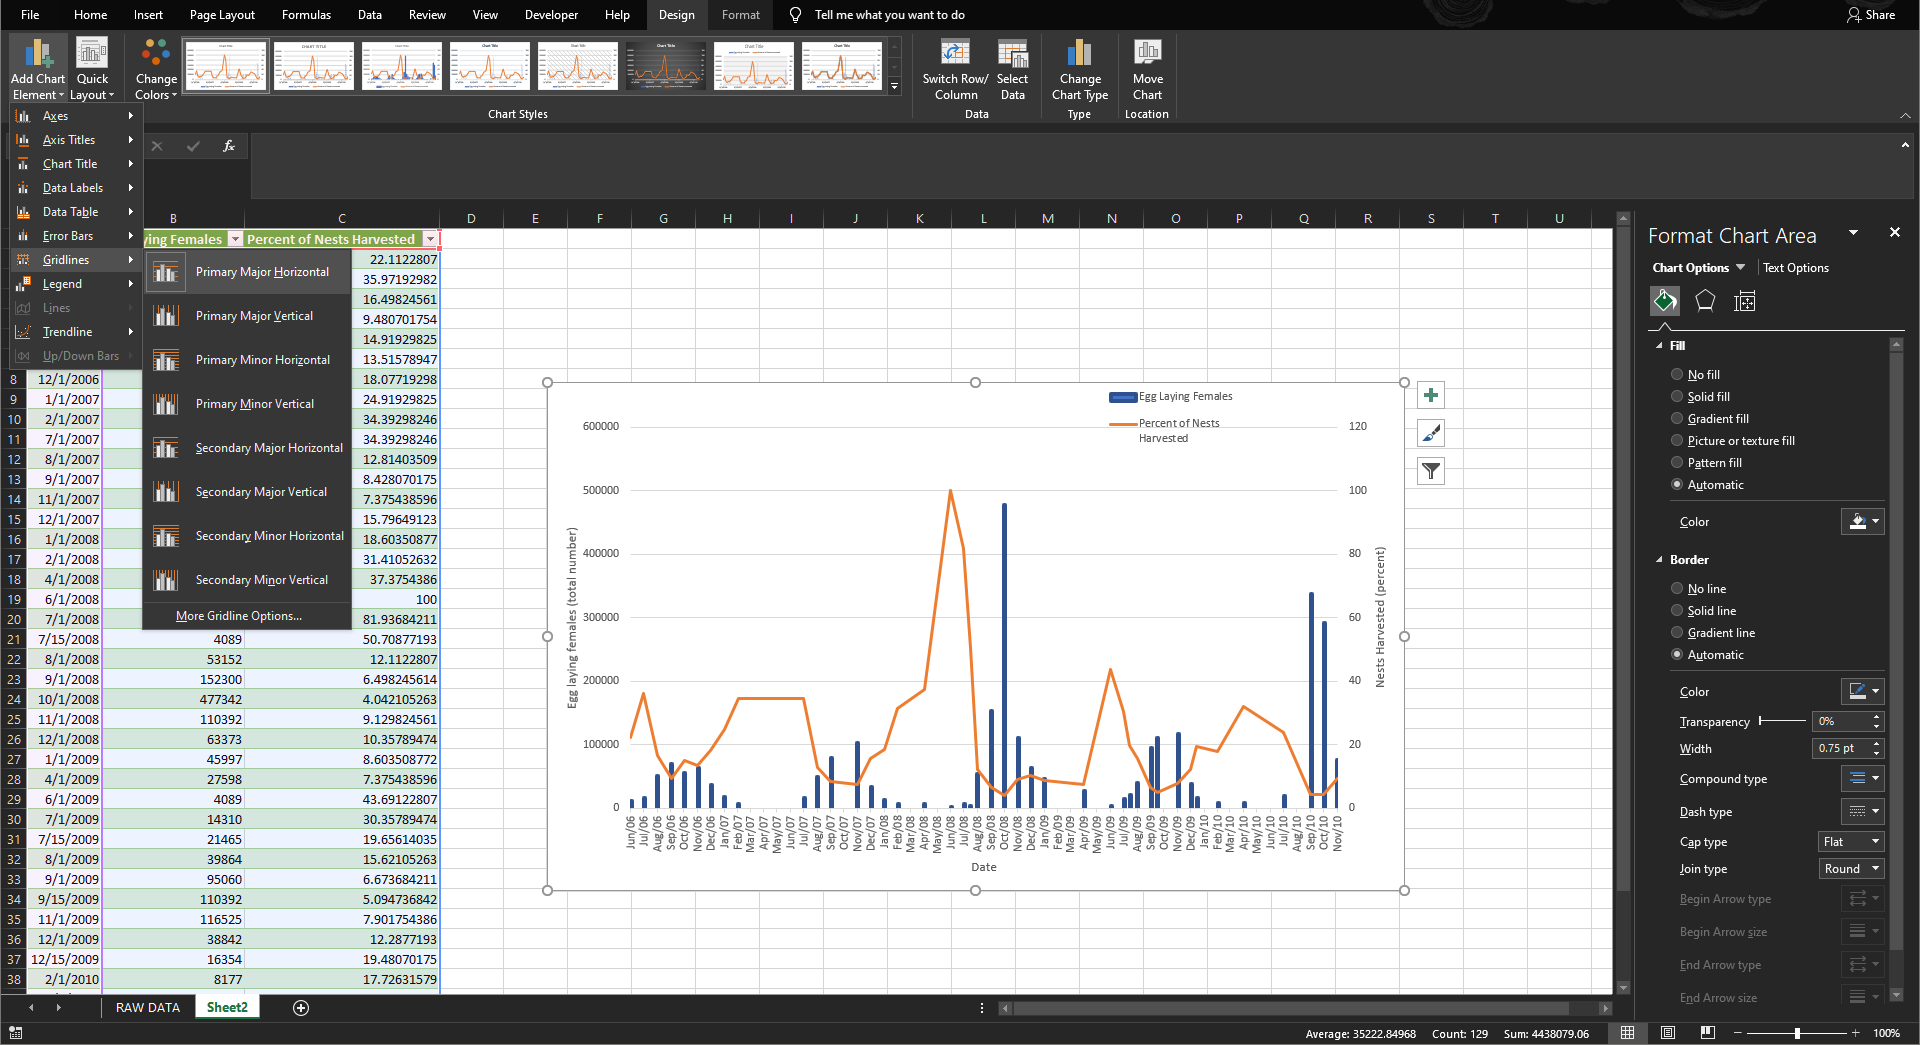 File Home Insert Page Layout Formulas Data Review View Developer Help Design Format Tell me what you want to do Share
Add Chart Element
Quick Layout
Change Colors
Switch Row/ Column
Select Data
Change Chart Type
Move Chart
Chart Styles Data Type Location
Axes
Axis Titles
Chart Title
Data Labels
Data Table
Error Bars
Gridlines
Legend
Lines
Trendline
Up/Down Bars
fx
Primary Major Horizontal
Primary Major Vertical
Primary Minor Horizontal
Primary Minor Vertical
Secondary Major Horizontal
Secondary Major Vertical
Secondary Minor Horizontal
Secondary Minor Vertical
More Gridline Options...
B C D E F G H I J K L M N O P Q R S T U
ying Females Percent of Nests Harvested
22.1122807
35.97192982
16.49824561
9.480701754
14.91929825
13.51578947
8 12/1/2006 18.07719298
9 1/1/2007 24.91929825
10 2/1/2007 34.39298246
11 7/1/2007 34.39298246
12 8/1/2007 12.81403509
13 9/1/2007 8.428070175
14 11/1/2007 7.375438596
15 12/1/2007 15.79649123
16 1/1/2008 18.60350877
17 2/1/2008 31.41052632
18 4/1/2008 37.3754386
19 6/1/2008 100
20 7/1/2008 81.93684211
21 7/15/2008 4089 50.70877193
22 8/1/2008 53152 12.1122807
23 9/1/2008 152300 6.498245614
24 10/1/2008 477342 4.042105263
25 11/1/2008 110392 9.129824561
26 12/1/2008 63373 10.35789474
27 1/1/2009 45997 8.603508772
28 4/1/2009 27598 7.375438596
29 6/1/2009 4089 43.69122807
30 7/1/2009 14310 30.35789474
31 7/15/2009 21465 19.65614035
32 8/1/2009 39864 15.62105263
33 9/1/2009 95060 6.673684211
34 9/15/2009 110392 5.094736842
35 11/1/2009 116525 7.901754386
36 12/1/2009 38842 12.2877193
37 12/15/2009 16354 19.48070175
38 2/1/2010 8177 17.72631579
Egg Laying Females
Percent of Nests
Harvested
600000 120
500000 100
400000 80
300000 60
200000 40
100000 20
0 0
Egg laying females (total number)
Nests Harvested (percent)
Jun/06 Jul/06 Aug/06 Sep/06 Oct/06 Nov/06 Dec/06 Jan/07 Feb/07 Mar/07 Apr/07 May/07 Jun/07 Jul/07 Aug/07 Sep/07 Oct/07 Nov/07 Dec/07 Jan/08 Feb/08 Mar/08 Apr/08 May/08 Jun/08 Jul/08 Aug/08 Sep/08 Oct/08 Nov/08 Dec/08 Jan/09 Feb/09 Mar/09 Apr/09 May/09 Jun/09 Jul/09 Aug/09 Sep/09 Oct/09 Nov/09 Dec/09 Jan/10 Feb/10 Mar/10 Apr/10 May/10 Jun/10 Jul/10 Aug/10 Sep/10 Oct/10 Nov/10
Date
Format Chart Area
Chart Options Text Options
Fill
No fill
Solid fill
Gradient fill
Picture or texture fill
Pattern fill
Automatic
Color
Border
No line
Solid line
Gradient line
Automatic
Color
Transparency 0%
Width 0.75 pt
Compound type
Dash type
Cap type Flat
Join type Round
Begin Arrow type
Begin Arrow size
End Arrow type
End Arrow size
RAW DATA Sheet2
Average: 35222.84968 Count: 129 Sum: 4438079.06 100%